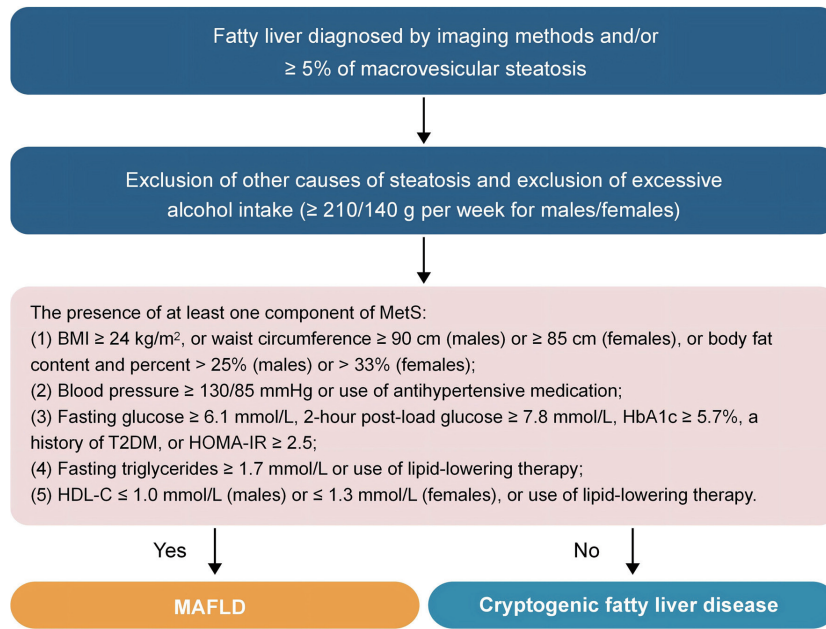 Fatty liver diagnosed by imaging methods and/or
≥ 5% of macrovesicular steatosis
Exclusion of other causes of steatosis and exclusion of excessive
alcohol intake (≥ 210/140 g per week for males/females)
The presence of at least one component of MetS:
(1) BMI ≥ 24 kg/m², or waist circumference ≥ 90 cm (males) or ≥ 85 cm (females), or body fat
content and percent > 25% (males) or > 33% (females);
(2) Blood pressure ≥ 130/85 mmHg or use of antihypertensive medication;
(3) Fasting glucose ≥ 6.1 mmol/L, 2-hour post-load glucose ≥ 7.8 mmol/L, HbA1c ≥ 5.7%, a
history of T2DM, or HOMA-IR ≥ 2.5;
(4) Fasting triglycerides ≥ 1.7 mmol/L or use of lipid-lowering therapy;
(5) HDL-C ≤ 1.0 mmol/L (males) or ≤ 1.3 mmol/L (females), or use of lipid-lowering therapy.
Yes
No
MAFLD
Cryptogenic fatty liver disease